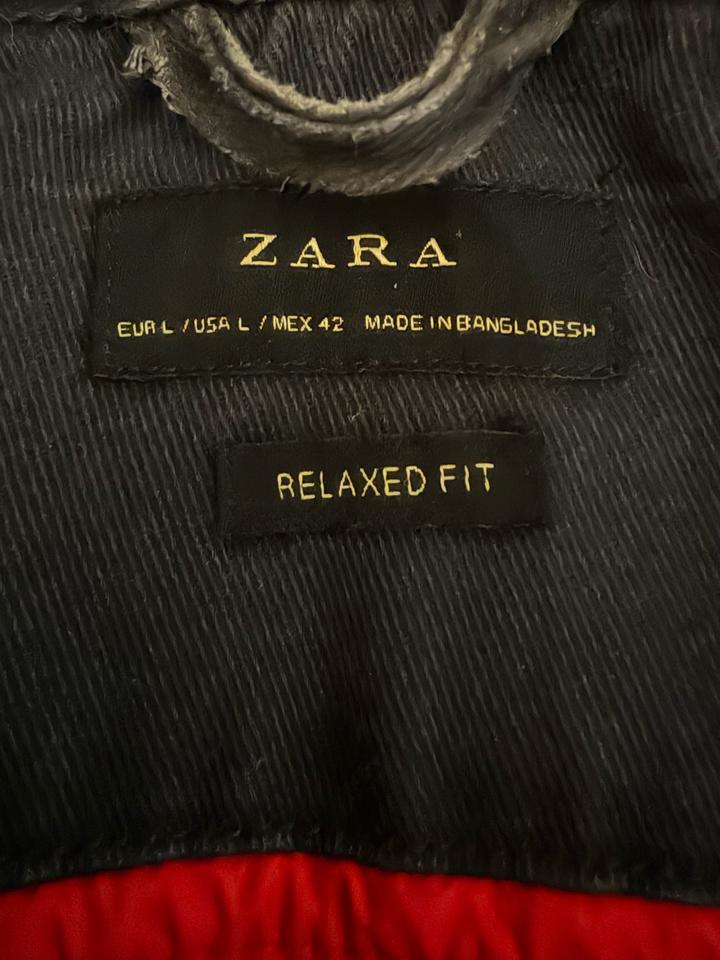 ZARA
EUR L / USA L / MEX 42 MADE IN BANGLADESH
RELAXED FIT